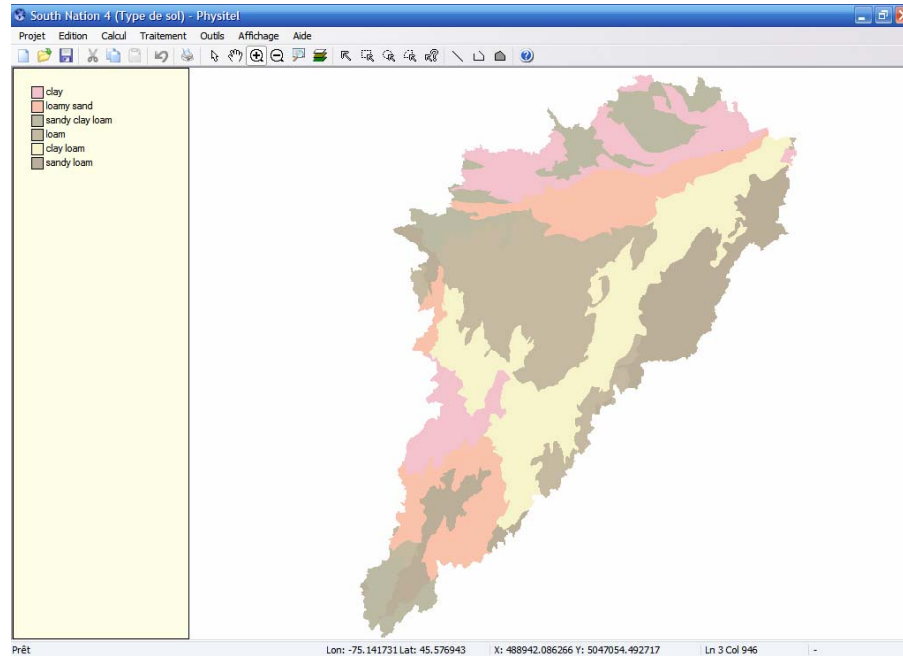 South Nation 4 (Type de sol) - Physitel
Projet Edition Calcul Traitement Outils Affichage Aide
clay
loamy sand
sandy clay loam
loam
clay loam
sandy loam
Prêt Lon: -75.141731 Lat: 45.576943 X: 488942.086266 Y: 5047054.492717 Ln 3 Col 946 -